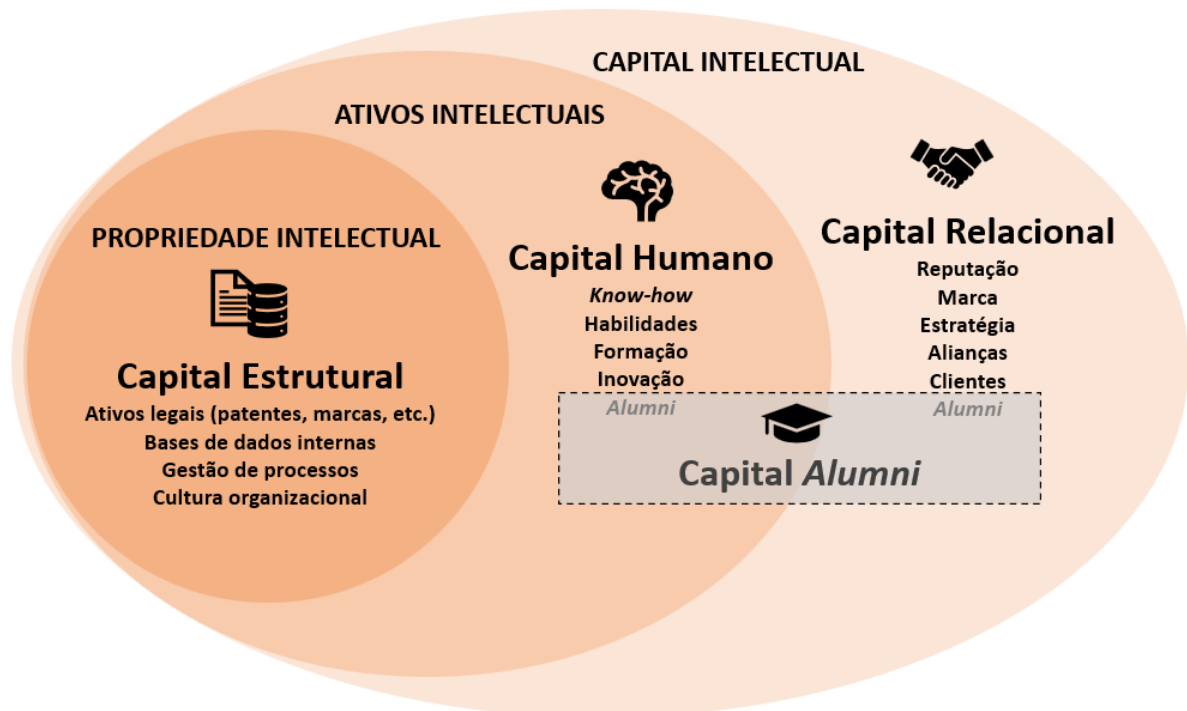 CAPITAL INTELECTUAL
ATIVOS INTELECTUAIS
PROPRIEDADE INTELECTUAL
Capital Estrutural
Ativos legais (patentes, marcas, etc.)
Bases de dados internas
Gestão de processos
Cultura organizacional
Capital Humano
Know-how
Habilidades
Formação
Inovação
Alumni
Capital Relacional
Reputação
Marca
Estratégia
Alianças
Clientes
Alumni
Capital Alumni